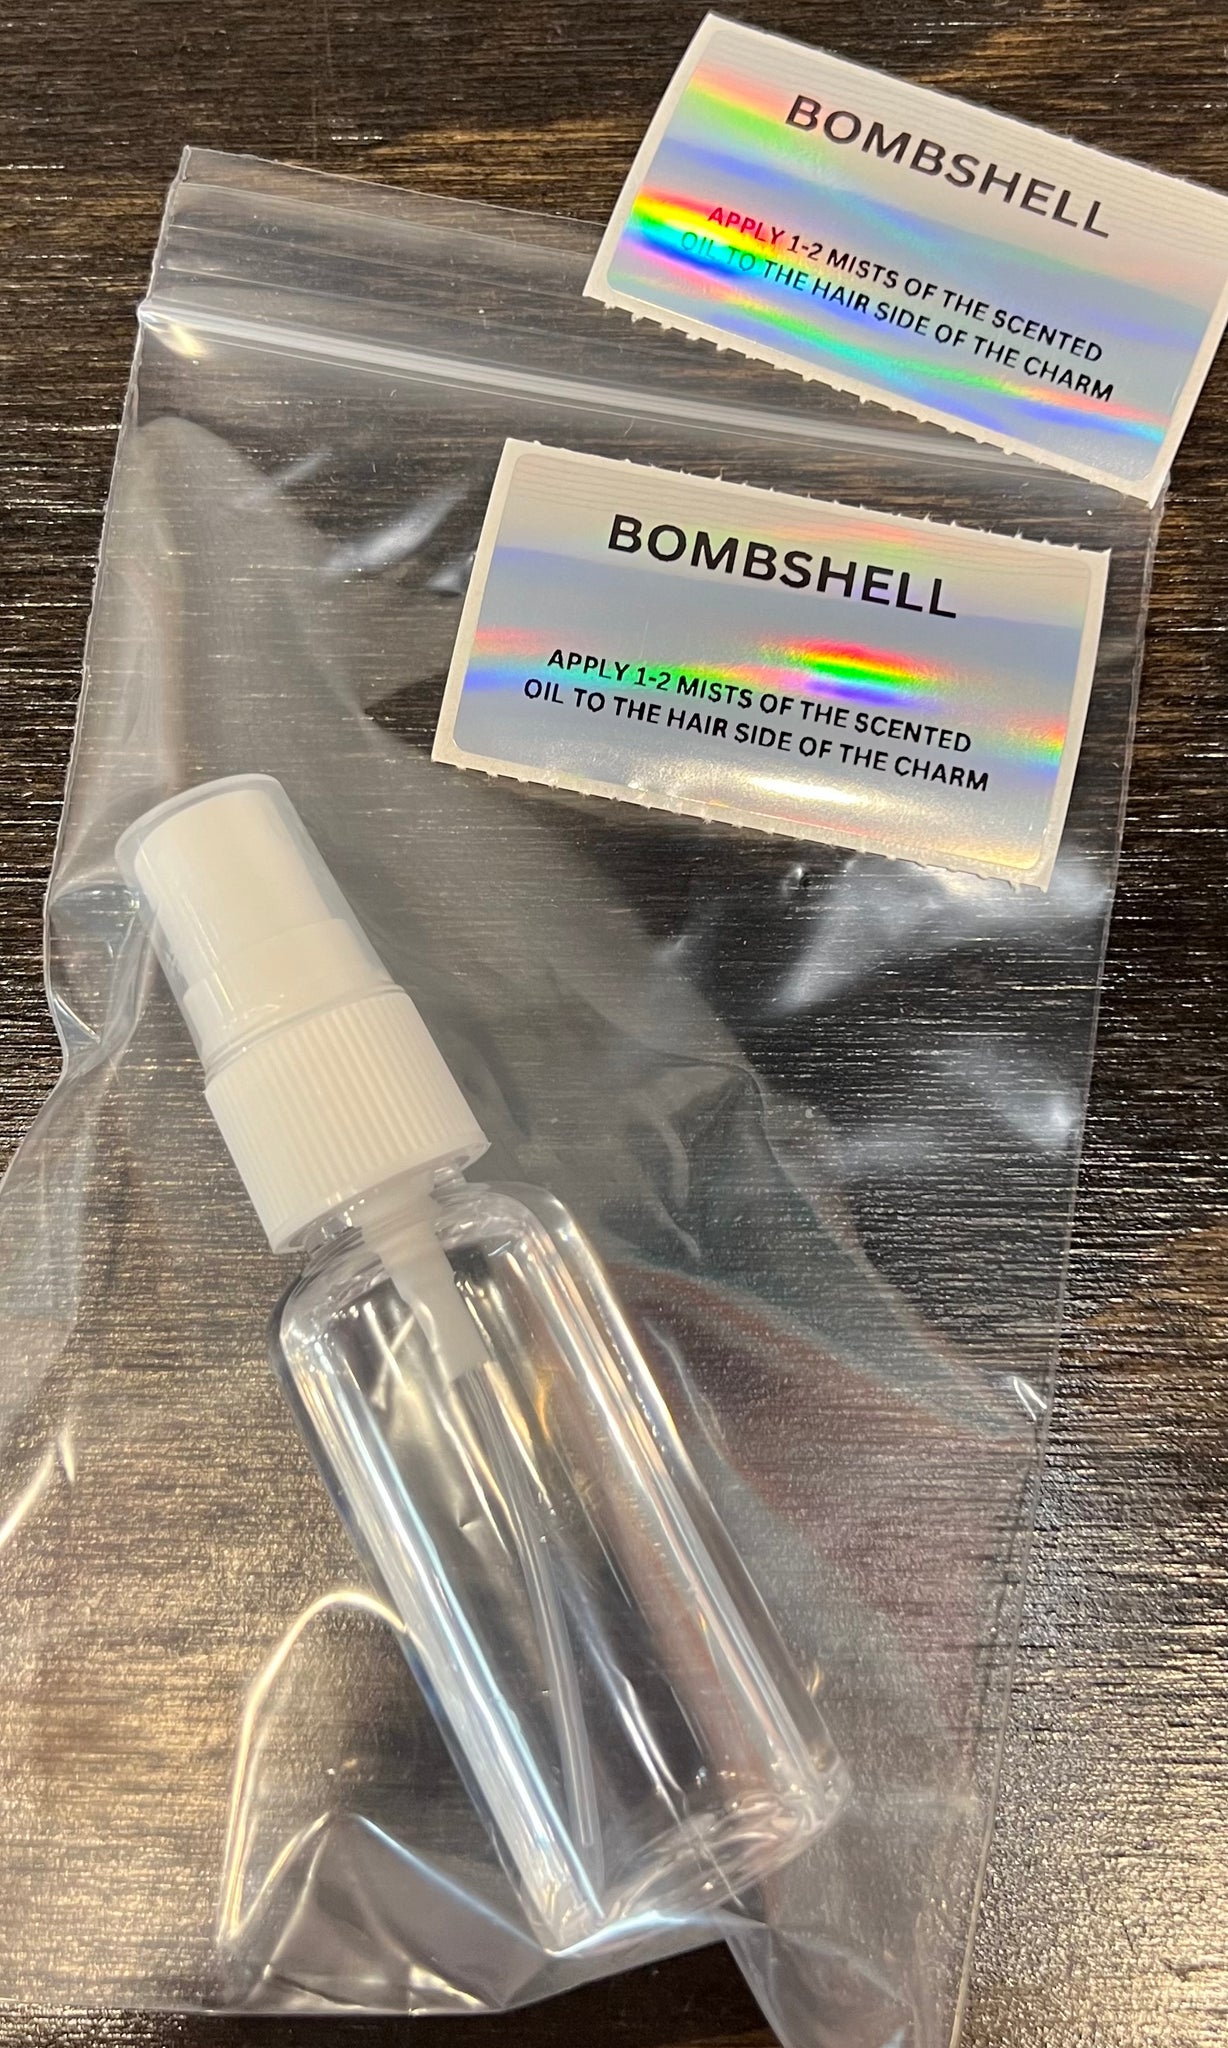 BOMBSHELL
APPLY 1-2 MISTS OF THE SCENTED
OIL TO THE HAIR SIDE OF THE CHARM
BOMBSHELL
APPLY 1-2 MISTS OF THE SCENTED
OIL TO THE HAIR SIDE OF THE CHARM